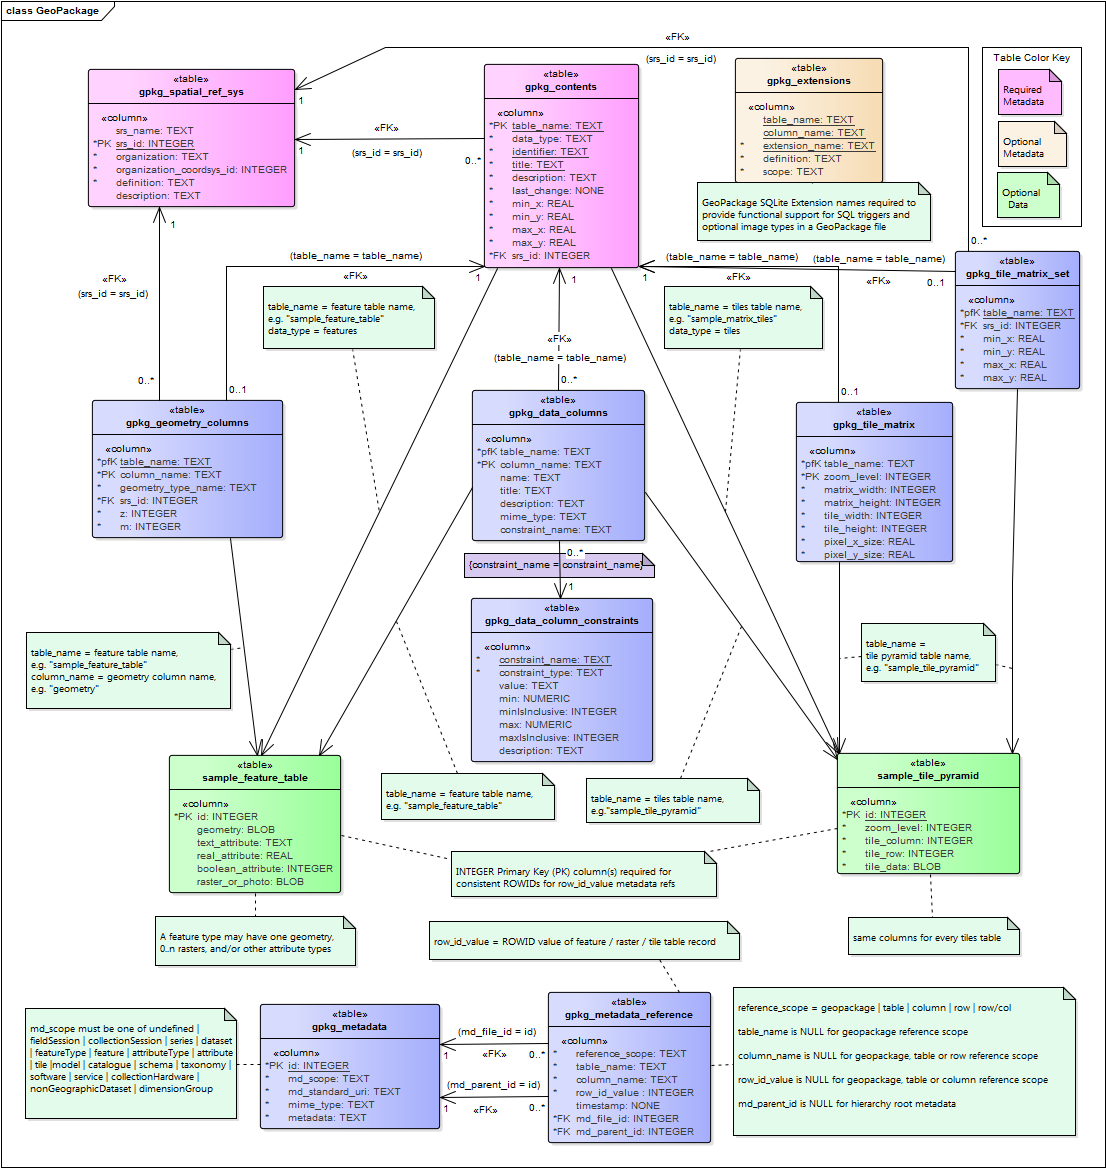 class GeoPackage
«FK»
(srs_id = srs_id)
Table Color Key
Required
Metadata
Optional
Metadata
Optional
Data
«table»
gpkg_spatial_ref_sys
«column»
srs_name: TEXT
*PK srs_id: INTEGER
* organization: TEXT
* organization_coordsys_id: INTEGER
* definition: TEXT
description: TEXT
1
1
«FK»
(srs_id = srs_id)
0..*
«table»
gpkg_contents
«column»
*PK table_name: TEXT
* data_type: TEXT
* identifier: TEXT
* title: TEXT
* description: TEXT
* last_change: NONE
* min_x: REAL
* min_y: REAL
* max_x: REAL
* max_y: REAL
*FK srs_id: INTEGER
«table»
gpkg_extensions
«column»
table_name: TEXT
column_name: TEXT
* extension_name: TEXT
* definition: TEXT
* scope: TEXT
GeoPackage SQLite Extension names required to
provide functional support for SQL triggers and
optional image types in a GeoPackage file
0..*
«table»
gpkg_tile_matrix_set
«column»
*pfK table_name: TEXT
*FK srs_id: INTEGER
* min_x: REAL
* min_y: REAL
* max_x: REAL
* max_y: REAL
1
«FK»
(srs_id = srs_id)
0..*
(table_name = table_name)
«FK»
1
0..1
table_name = feature table name,
e.g. "sample_feature_table"
data_type = features
1
«FK»
(table_name = table_name)
0..*
(table_name = table_name)
1
«FK»
(table_name = table_name)
«FK»
0..1
table_name = tiles table name,
e.g. "sample_matrix_tiles"
data_type = tiles
0..1
«table»
gpkg_geometry_columns
«column»
*pfK table_name: TEXT
*PK column_name: TEXT
* geometry_type_name: TEXT
*FK srs_id: INTEGER
* z: INTEGER
* m: INTEGER
«table»
gpkg_data_columns
«column»
*pfK table_name: TEXT
*PK column_name: TEXT
name: TEXT
title: TEXT
description: TEXT
mime_type: TEXT
constraint_name: TEXT
«table»
gpkg_tile_matrix
«column»
*pfK table_name: TEXT
*PK zoom_level: INTEGER
* matrix_width: INTEGER
* matrix_height: INTEGER
* tile_width: INTEGER
* tile_height: INTEGER
* pixel_x_size: REAL
* pixel_y_size: REAL
0..*
{constraint_name = constraint_name}
1
«table»
gpkg_data_column_constraints
«column»
* constraint_name: TEXT
* constraint_type: TEXT
value: TEXT
min: NUMERIC
minIsInclusive: INTEGER
max: NUMERIC
maxIsInclusive: INTEGER
description: TEXT
table_name = feature table name,
e.g. "sample_feature_table"
column_name = geometry column name,
e.g. "geometry"
table_name =
tile pyramid table name,
e.g. "sample_tile_pyramid"
«table»
sample_feature_table
«column»
*PK id: INTEGER
geometry: BLOB
text_attribute: TEXT
real_attribute: REAL
boolean_attribute: INTEGER
raster_or_photo: BLOB
table_name = feature table name,
e.g. "sample_feature_table"
table_name = tiles table name,
e.g."sample_tile_pyramid"
«table»
sample_tile_pyramid
«column»
*PK id: INTEGER
* zoom_level: INTEGER
* tile_column: INTEGER
* tile_row: INTEGER
* tile_data: BLOB
INTEGER Primary Key (PK) column(s) required for
consistent ROWIDs for row_id_value metadata refs
A feature type may have one geometry,
0..n rasters, and/or other attribute types
row_id_value = ROWID value of feature / raster / tile table record
same columns for every tiles table
md_scope must be one of undefined |
fieldSession | collectionSession | series | dataset
| featureType | feature | attributeType | attribute
| tile |model | catalogue | schema | taxonomy |
software | service | collectionHardware |
nonGeographicDataset | dimensionGroup
«table»
gpkg_metadata
«column»
*PK id: INTEGER
* md_scope: TEXT
* md_standard_uri: TEXT
* mime_type: TEXT
* metadata: TEXT
(md_file_id = id)
1
«FK»
0..*
(md_parent_id = id)
1
«FK»
0..*
«table»
gpkg_metadata_reference
«column»
* reference_scope: TEXT
* table_name: TEXT
* column_name: TEXT
* row_id_value : INTEGER
timestamp: NONE
*FK md_file_id: INTEGER
*FK md_parent_id: INTEGER
reference_scope = geopackage | table | column | row | row/col
table_name is NULL for geopackage reference scope
column_name is NULL for geopackage, table or row reference scope
row_id_value is NULL for geopackage, table or column reference scope
md_parent_id is NULL for hierarchy root metadata